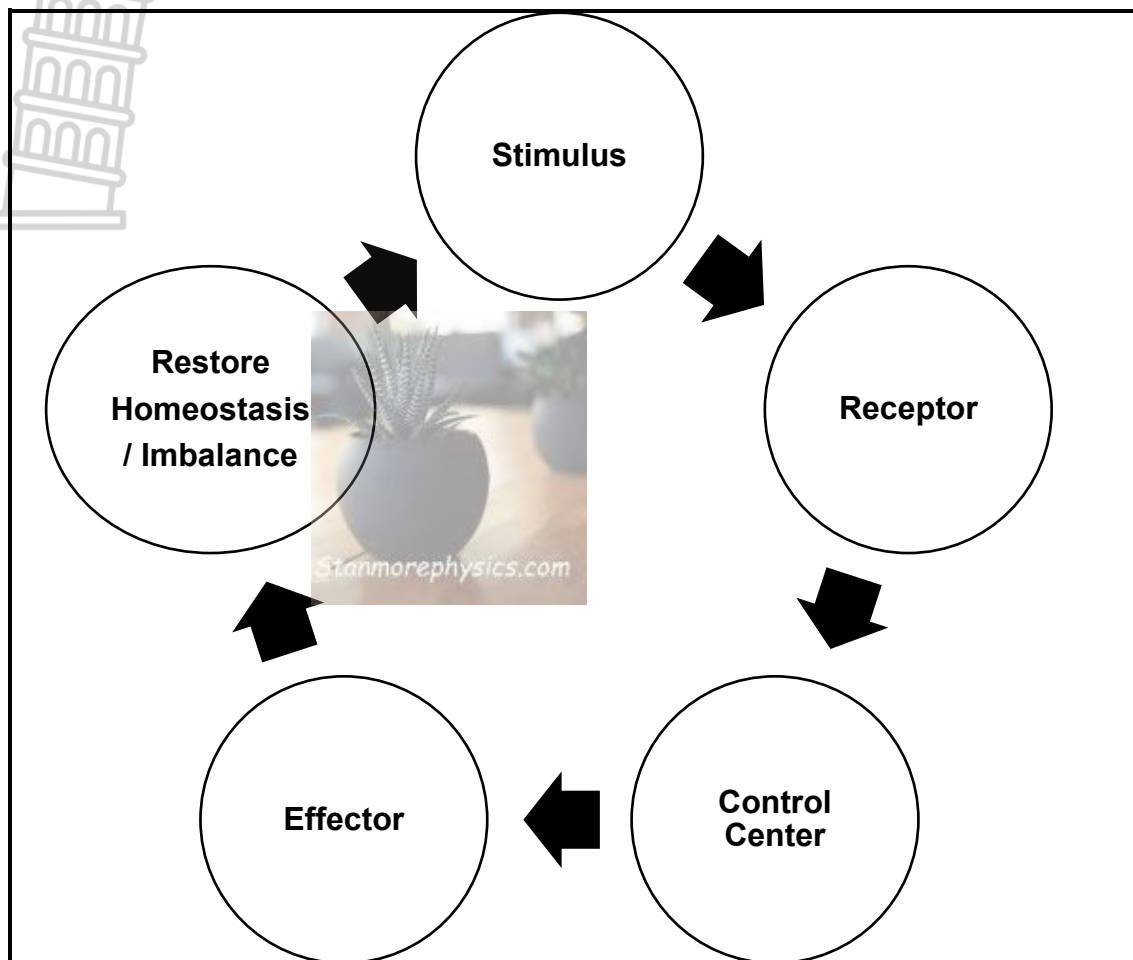 Stimulus
Receptor
Control
Center
Effector
Restore
Homeostasis
/ Imbalance
Stanmorephysics.com